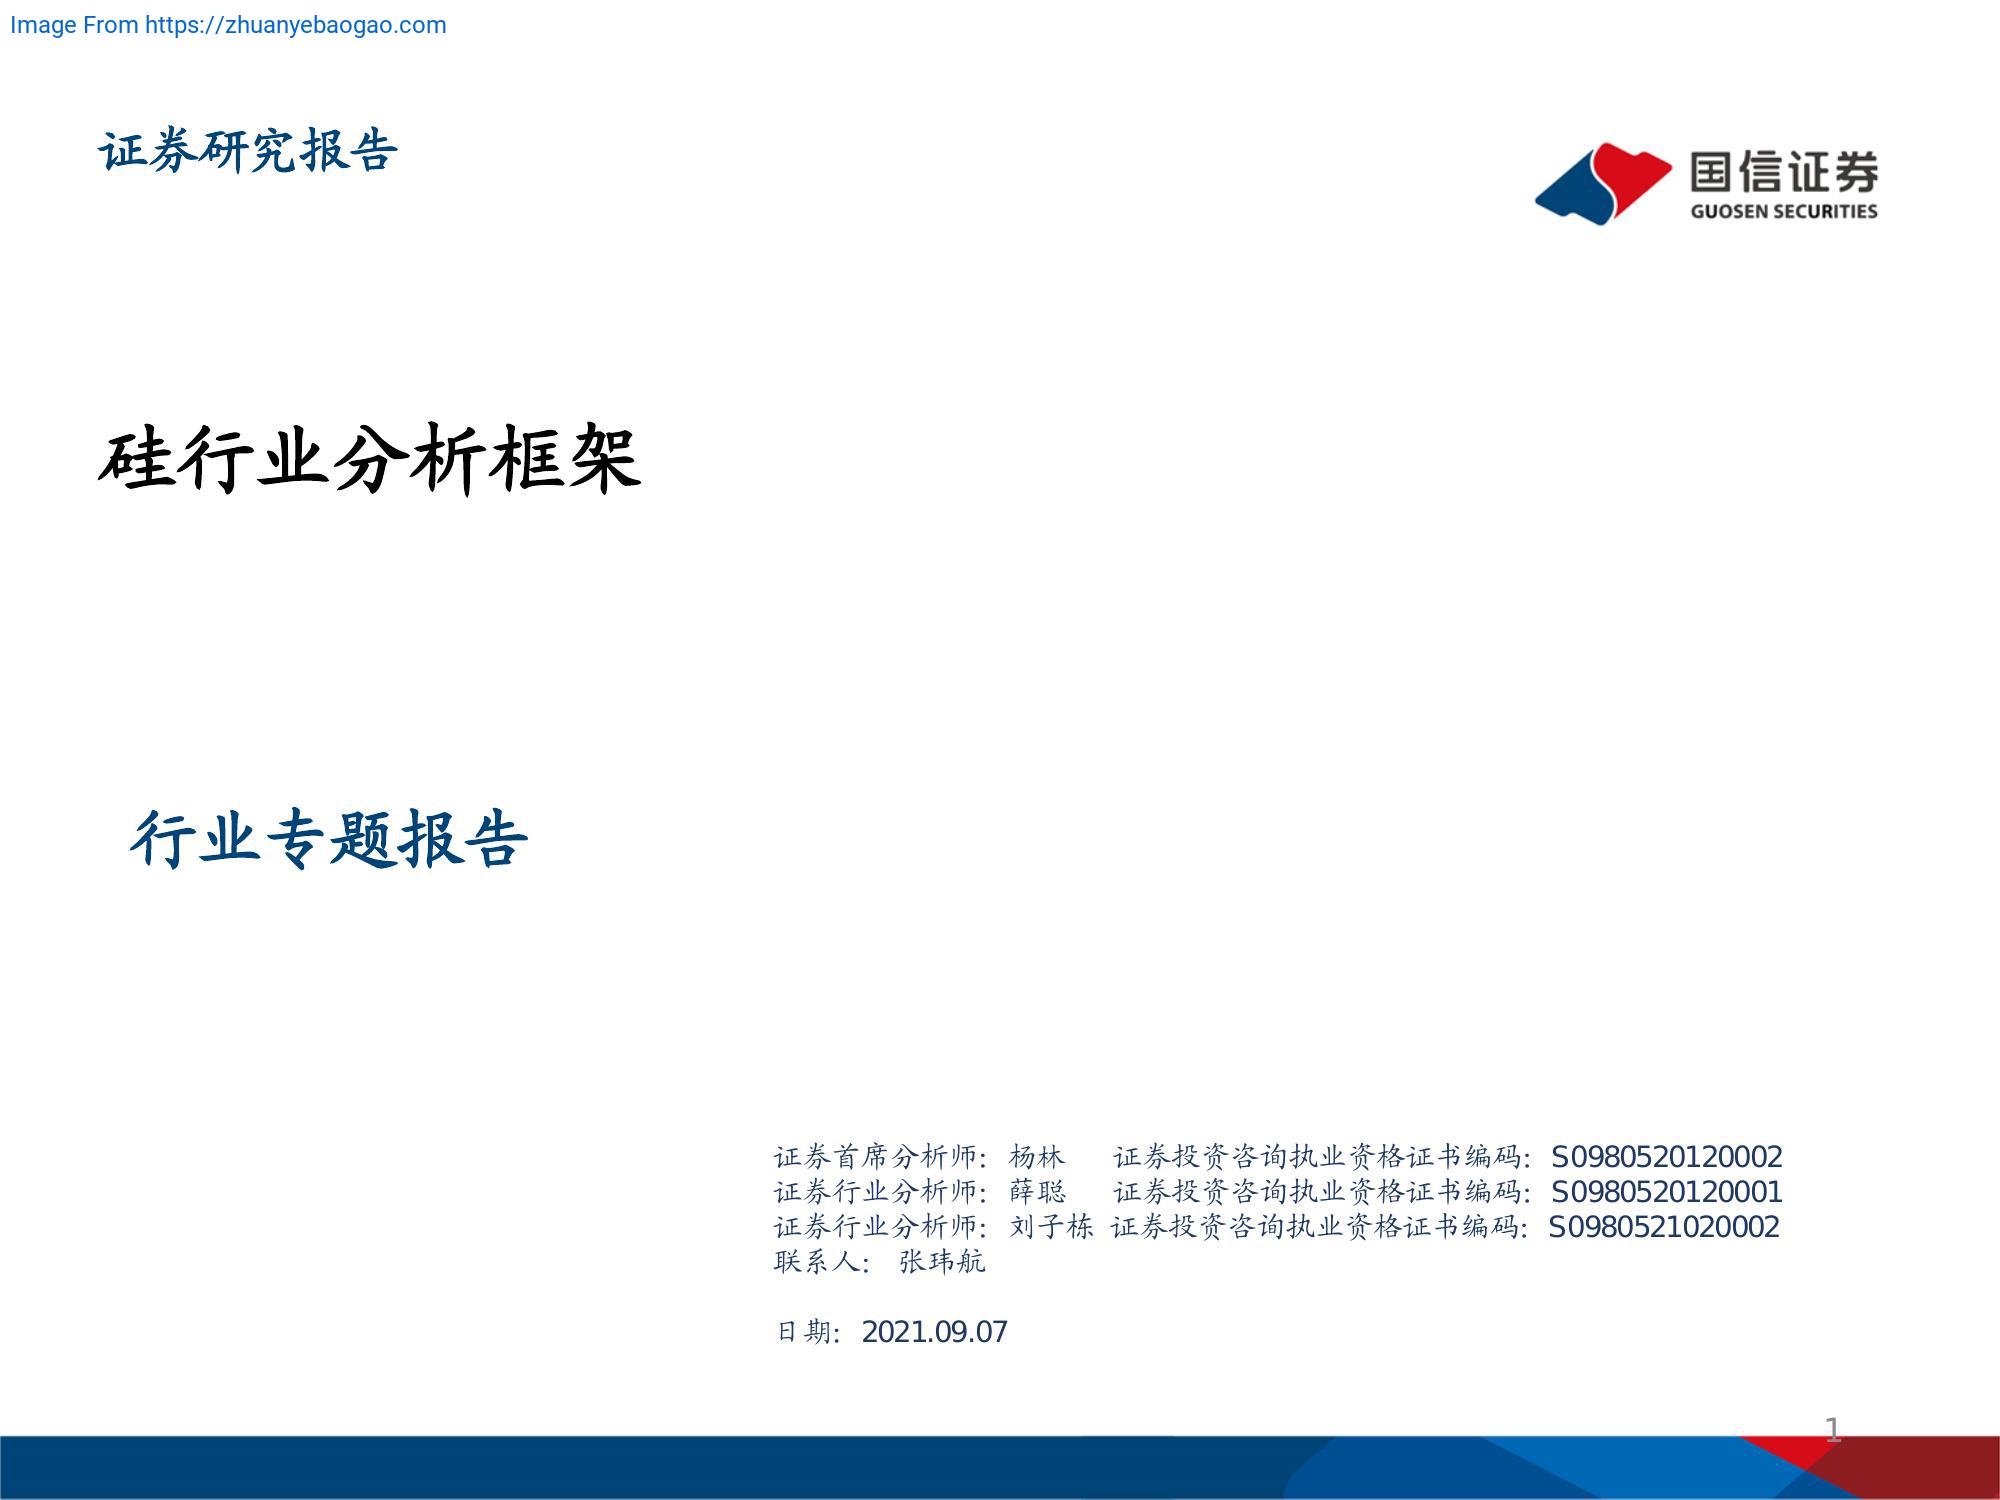 Image From https://zhuanyebaogao.com
证券研究报告
国信证券
GUOSEN SECURITIES
硅行业分析框架
行业专题报告
证券首席分析师： 杨林 证券投资咨询执业资格证书编码：S0980520120002
证券行业分析师： 薛聪 证券投资咨询执业资格证书编码：S0980520120001
证券行业分析师： 刘子栋 证券投资咨询执业资格证书编码：S0980521020002
联系人： 张玮航
日期：2021.09.07
1